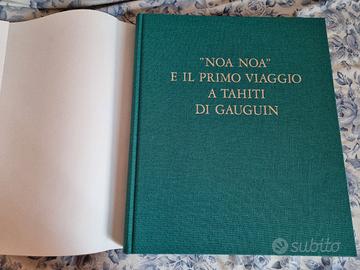 "NOA NOA"
E IL PRIMO VIAGGIO
A TAHITI
DI GAUGUIN
subito